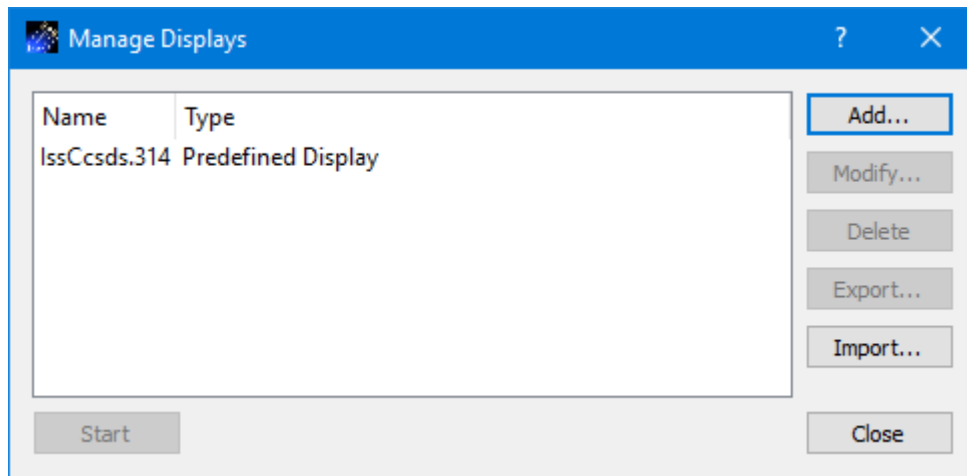 Manage Displays ?
Name Type
IssCcsds.314 Predefined Display
Add...
Modify...
Delete
Export...
Import...
Start
Close